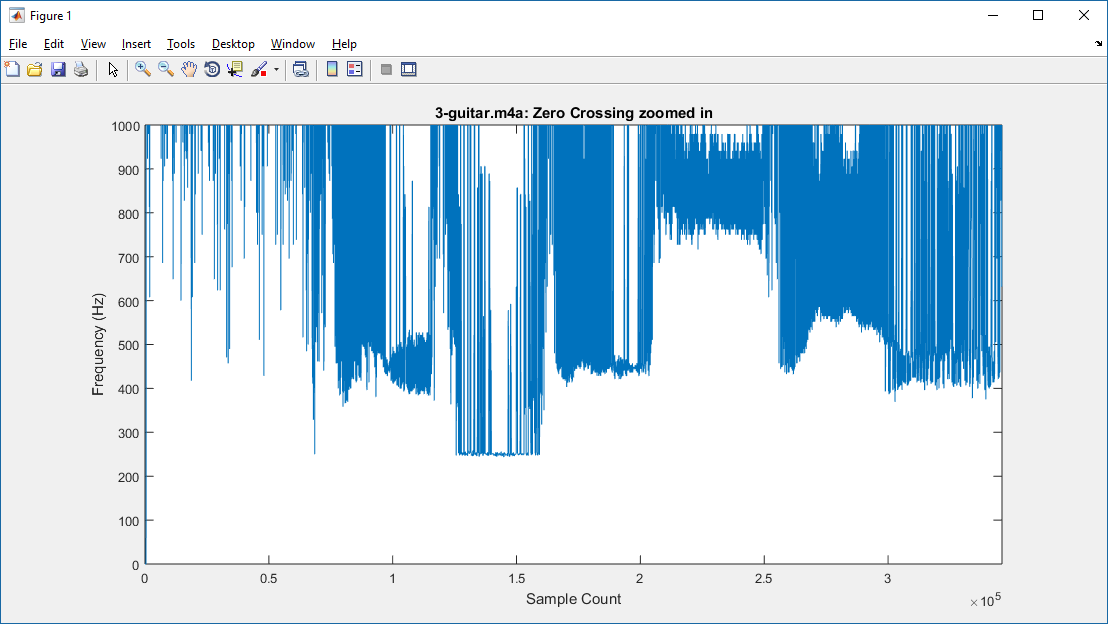 Figure 1
File Edit View Insert Tools Desktop Window Help
3-guitar.m4a: Zero Crossing zoomed in
1000
900
800
700
600
500
400
300
200
100
0
Frequency (Hz)
0 0.5 1 1.5 2 2.5 3
Sample Count
×10^5